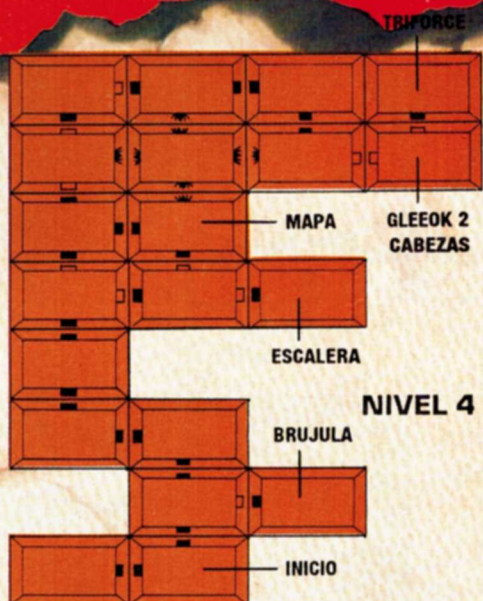 TRIFORCE
MAPA
GLEEOK 2
CABEZAS
ESCALERA
NIVEL 4
BRUJULA
INICIO